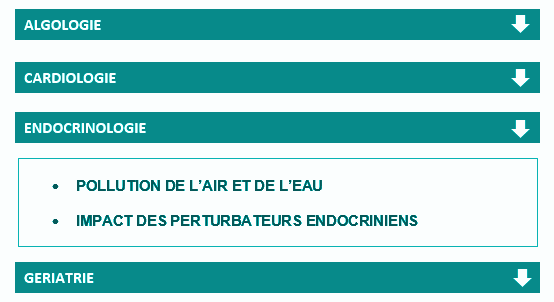 ALGOLOGIE
CARDIOLOGIE
ENDOCRINOLOGIE
• POLLUTION DE L’AIR ET DE L’EAU
• IMPACT DES PERTURBATEURS ENDOCRINIENS
GERIATRIE